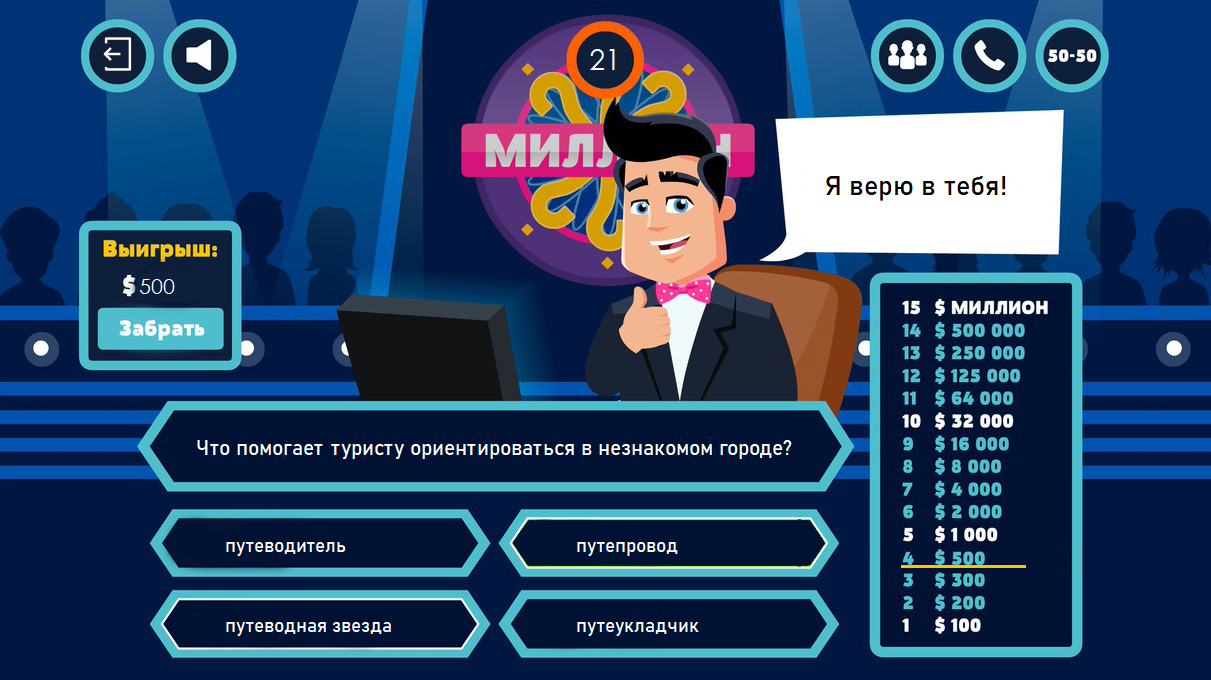 21
50-50
МИЛЛ
Н
Я верю в тебя!
Выигрыш:
$ 500
Забрать
15 $ МИЛЛИОН
14 $ 500 000
13 $ 250 000
12 $ 125 000
11 $ 64 000
10 $ 32 000
9 $ 16 000
8 $ 8 000
7 $ 4 000
6 $ 2 000
5 $ 1 000
4 $ 500
3 $ 300
2 $ 200
1 $ 100
Что помогает туристу ориентироваться в незнакомом городе?
путеводитель
путепровод
путеводная звезда
путеукладчик